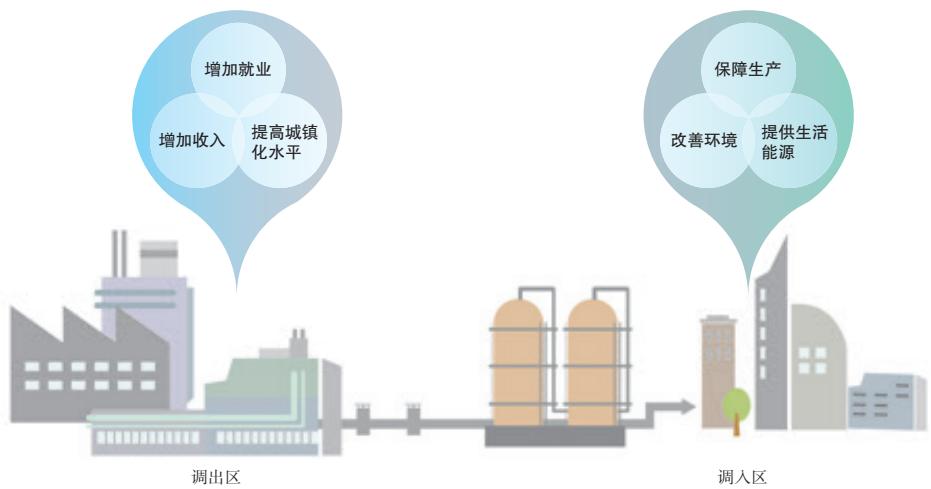 增加就业
增加收入
提高城镇
化水平
保障生产
改善环境
提供生活
能源
调出区
调入区